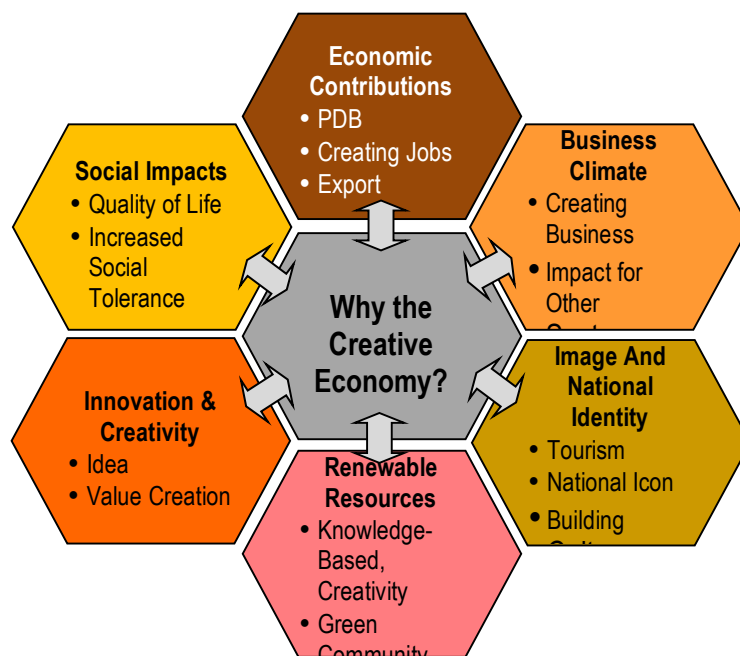 Economic
Contributions
• PDB
• Creating Jobs
• Export
Business
Climate
• Creating
Business
• Impact for
Other
Image And
National
Identity
• Tourism
• National Icon
• Building
Renewable
Resources
• Knowledge-
Based,
Creativity
• Green
Community
Innovation &
Creativity
• Idea
• Value Creation
Social Impacts
• Quality of Life
• Increased
Social
Tolerance
Why the
Creative
Economy?